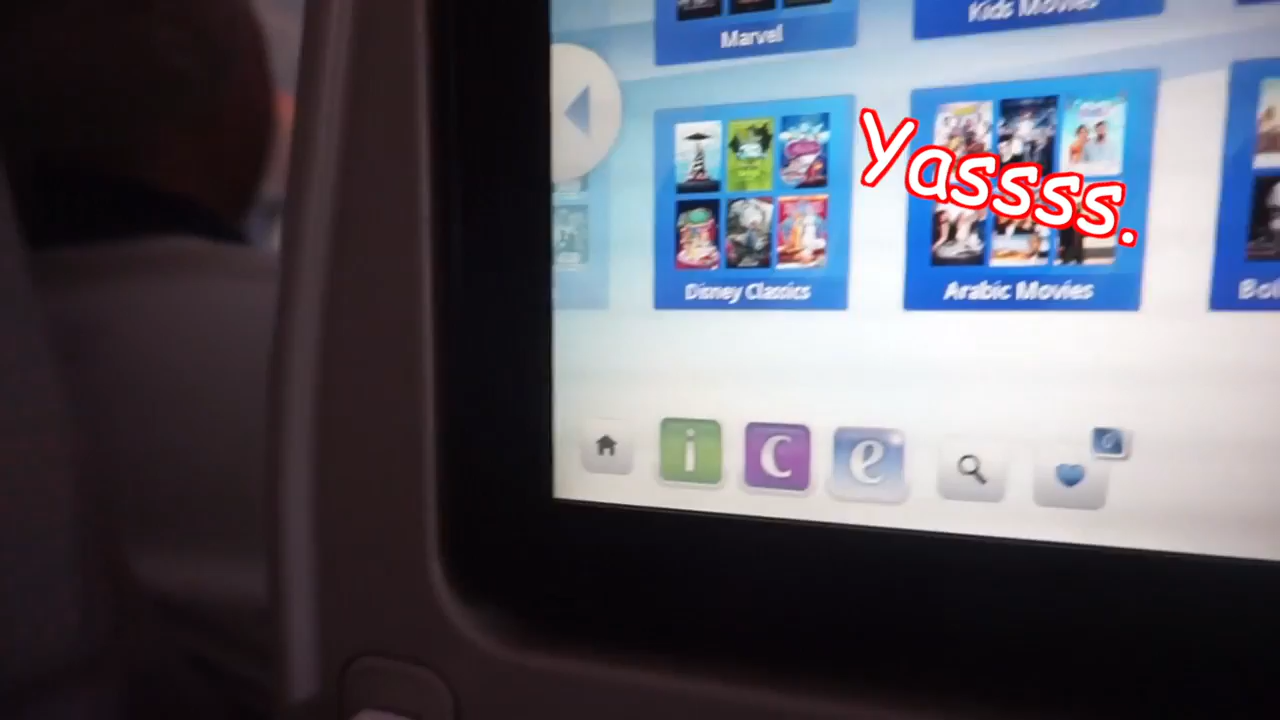 Marvel
Kids Movies
Yassss.
Disney Classics
Arabic Movies
i
c
e